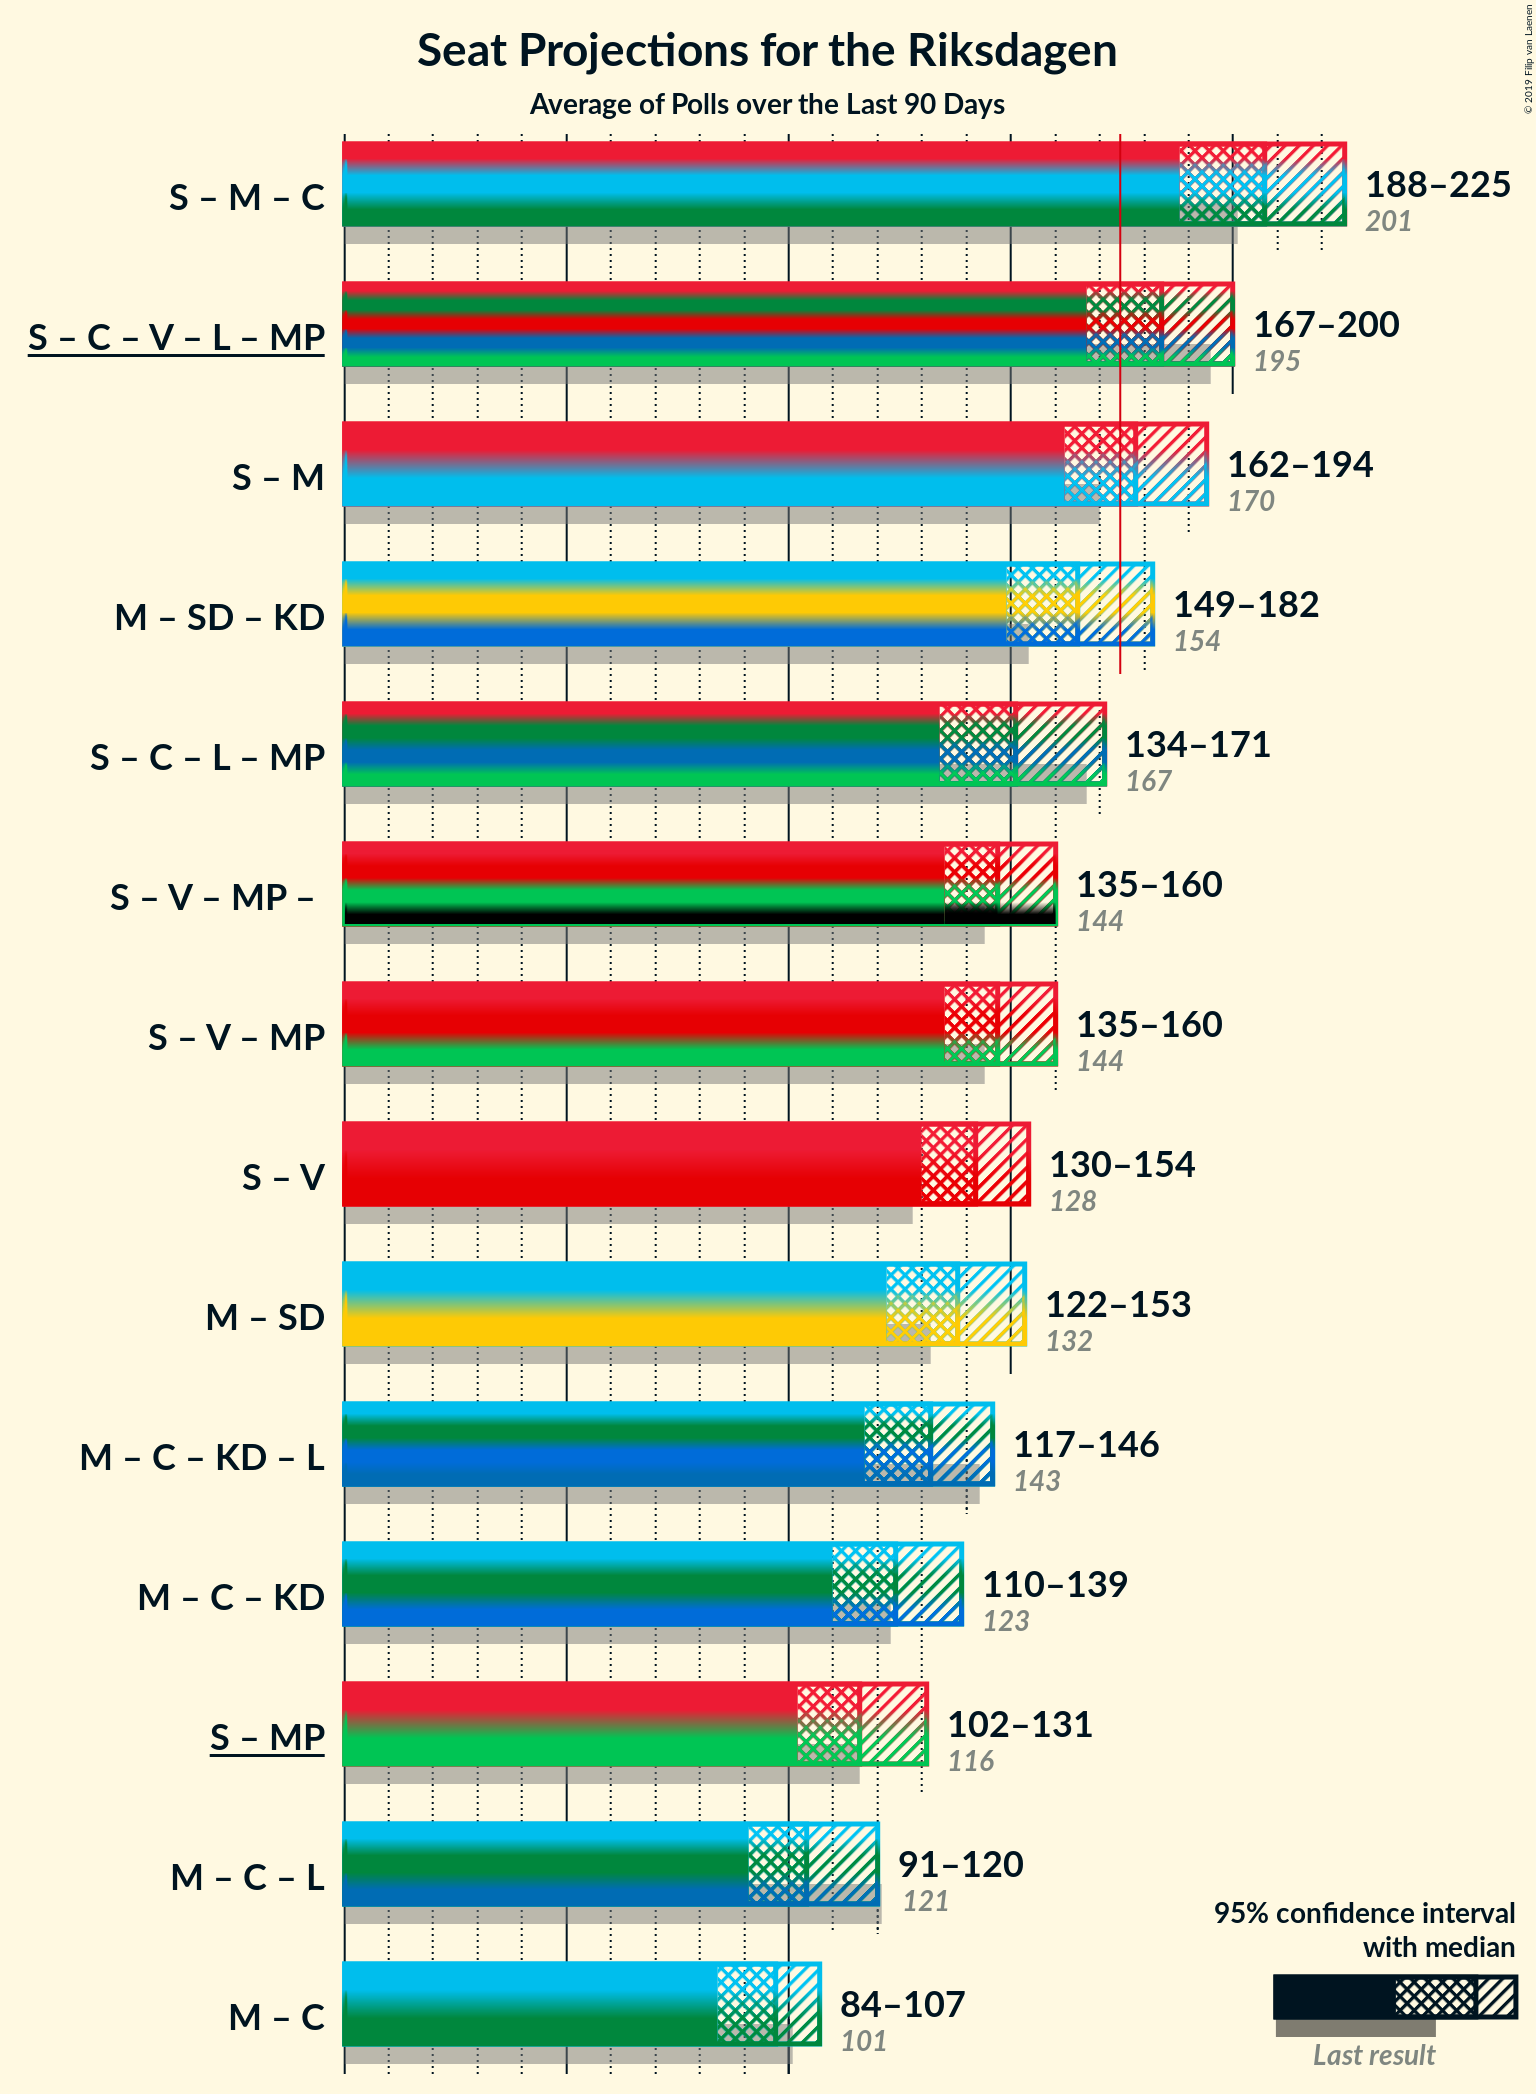 Seat Projections for the Riksdagen
Average of Polls over the Last 90 Days
© 2019 Filip van Laenen
S – M – C
188–225
201
S – C – V – L – MP
167–200
195
S – M
162–194
170
M – SD – KD
149–182
154
S – C – L – MP
134–171
167
S – V – MP –
135–160
144
S – V – MP
135–160
144
S – V
130–154
128
M – SD
122–153
132
M – C – KD – L
117–146
143
M – C – KD
110–139
123
S – MP
102–131
116
M – C – L
91–120
121
M – C
84–107
101
95% confidence interval
with median
Last result